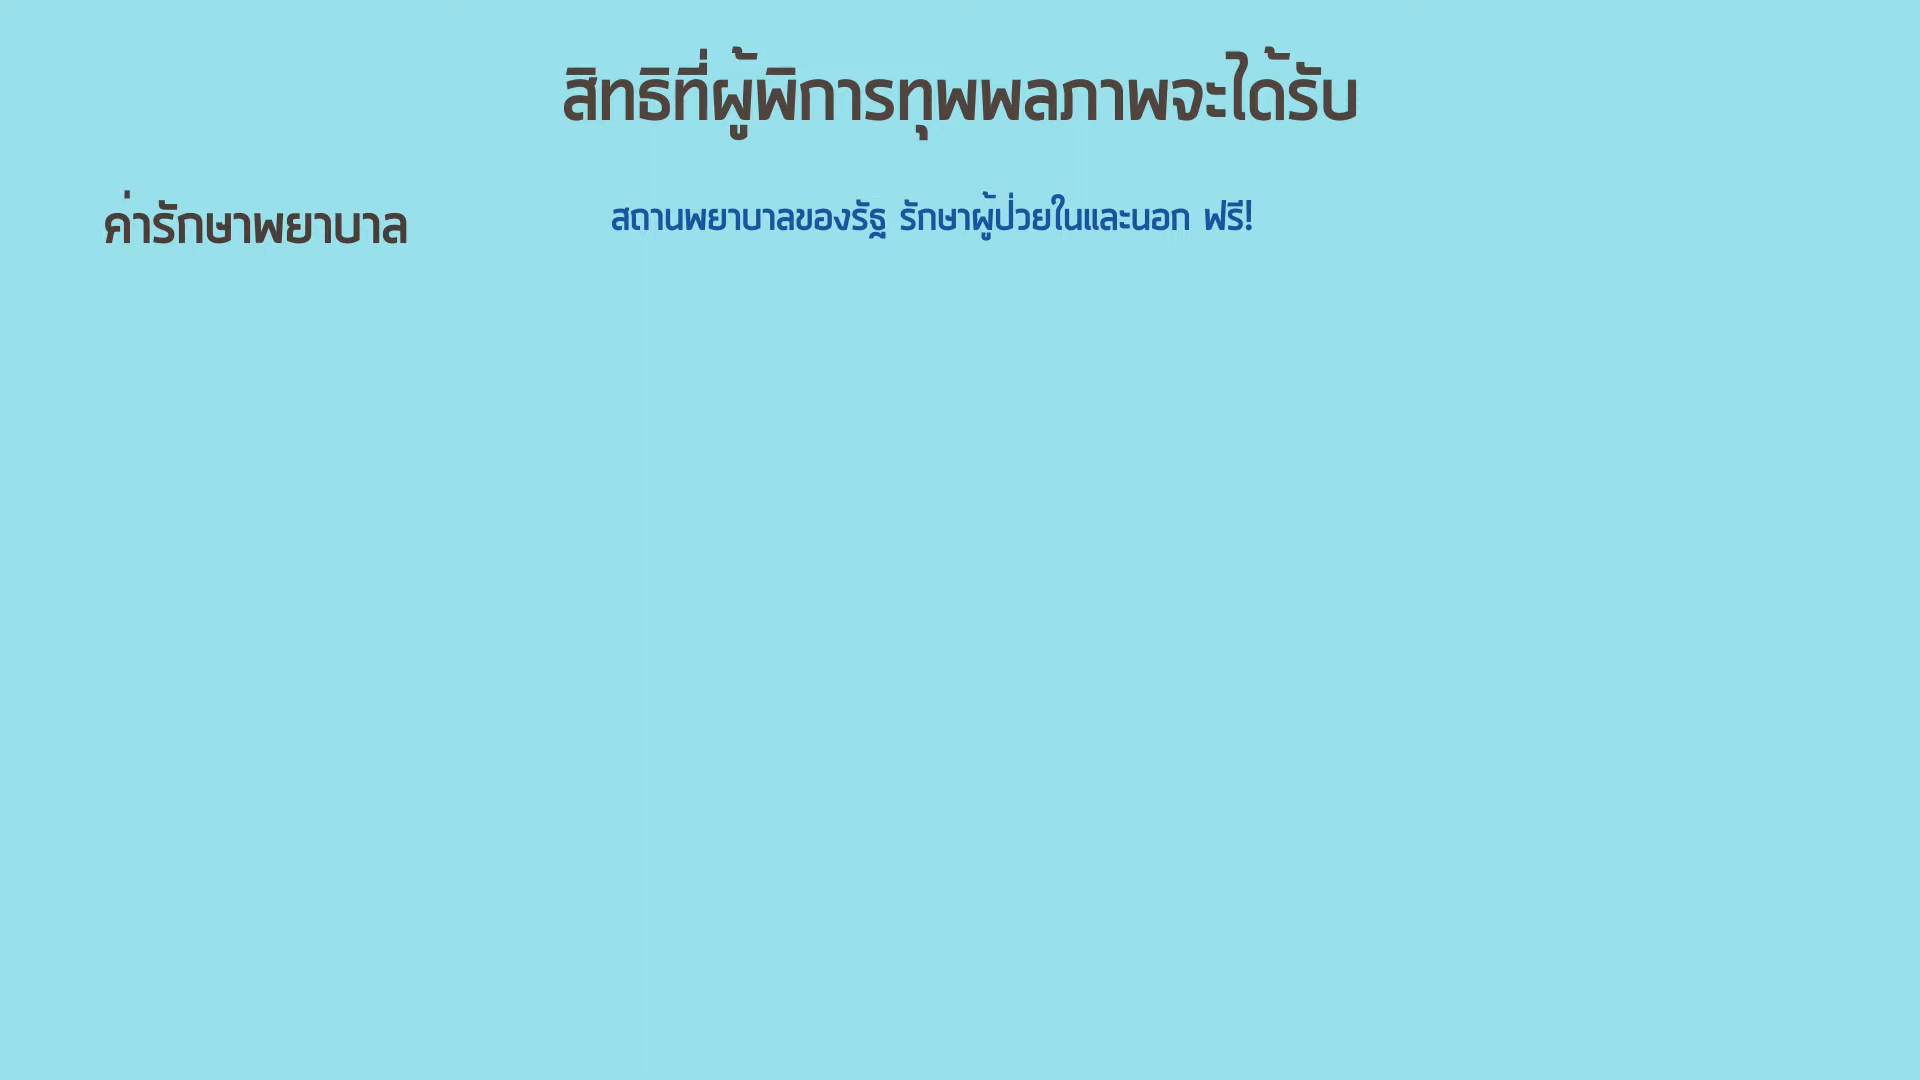 สิทธิที่ผู้พิการทุพพลภาพจะได้รับ
ค่ารักษาพยาบาล
สถานพยาบาลของรัฐ รักษาผู้ป่วยในและนอก ฟรี!